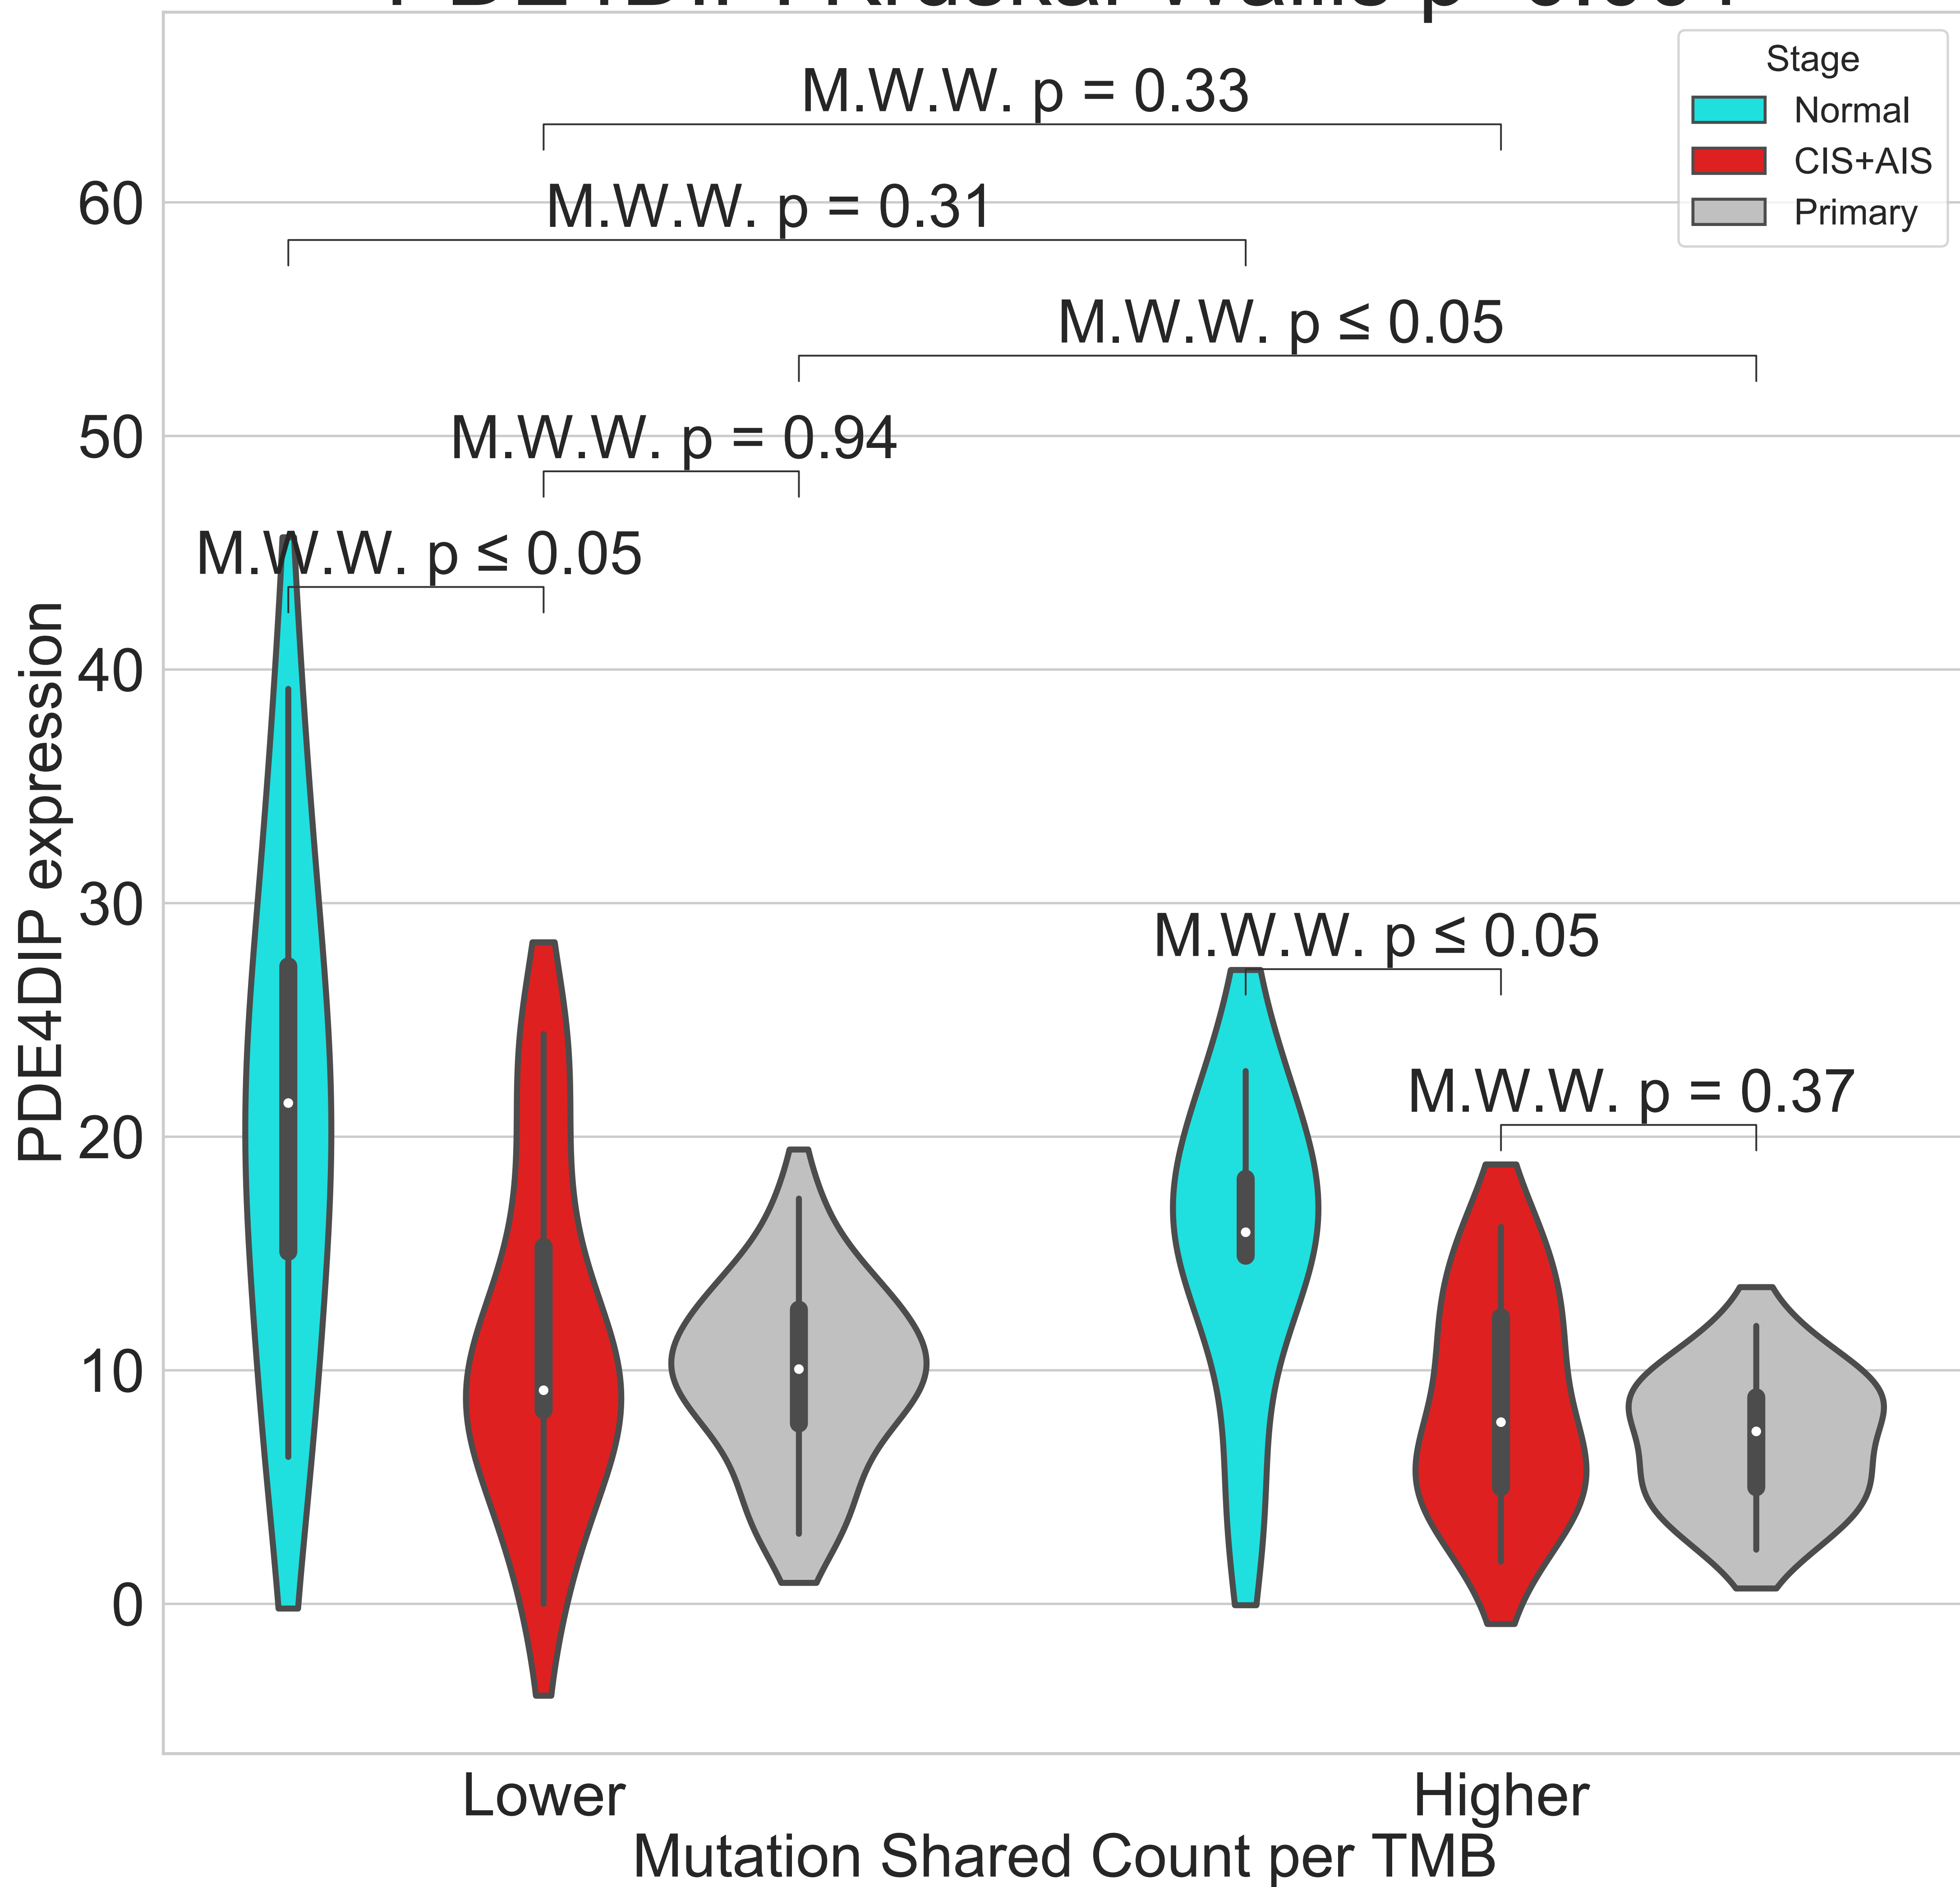 Stage
Normal
CIS+AIS
Primary
M.W.W. p = 0.33
M.W.W. p = 0.31
M.W.W. p ≤ 0.05
M.W.W. p = 0.94
M.W.W. p ≤ 0.05
M.W.W. p ≤ 0.05
M.W.W. p = 0.37
60
50
40
30
20
10
0
PDE4DIP expression
Lower
Higher
Mutation Shared Count per TMB